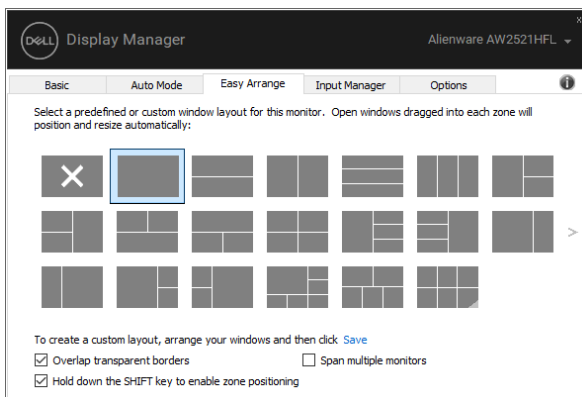 DELL Display Manager
Alienware AW2521HFL
Basic Auto Mode Easy Arrange Input Manager Options
Select a predefined or custom window layout for this monitor. Open windows dragged into each zone will
position and resize automatically:
To create a custom layout, arrange your windows and then click Save
Overlap transparent borders Span multiple monitors
Hold down the SHIFT key to enable zone positioning